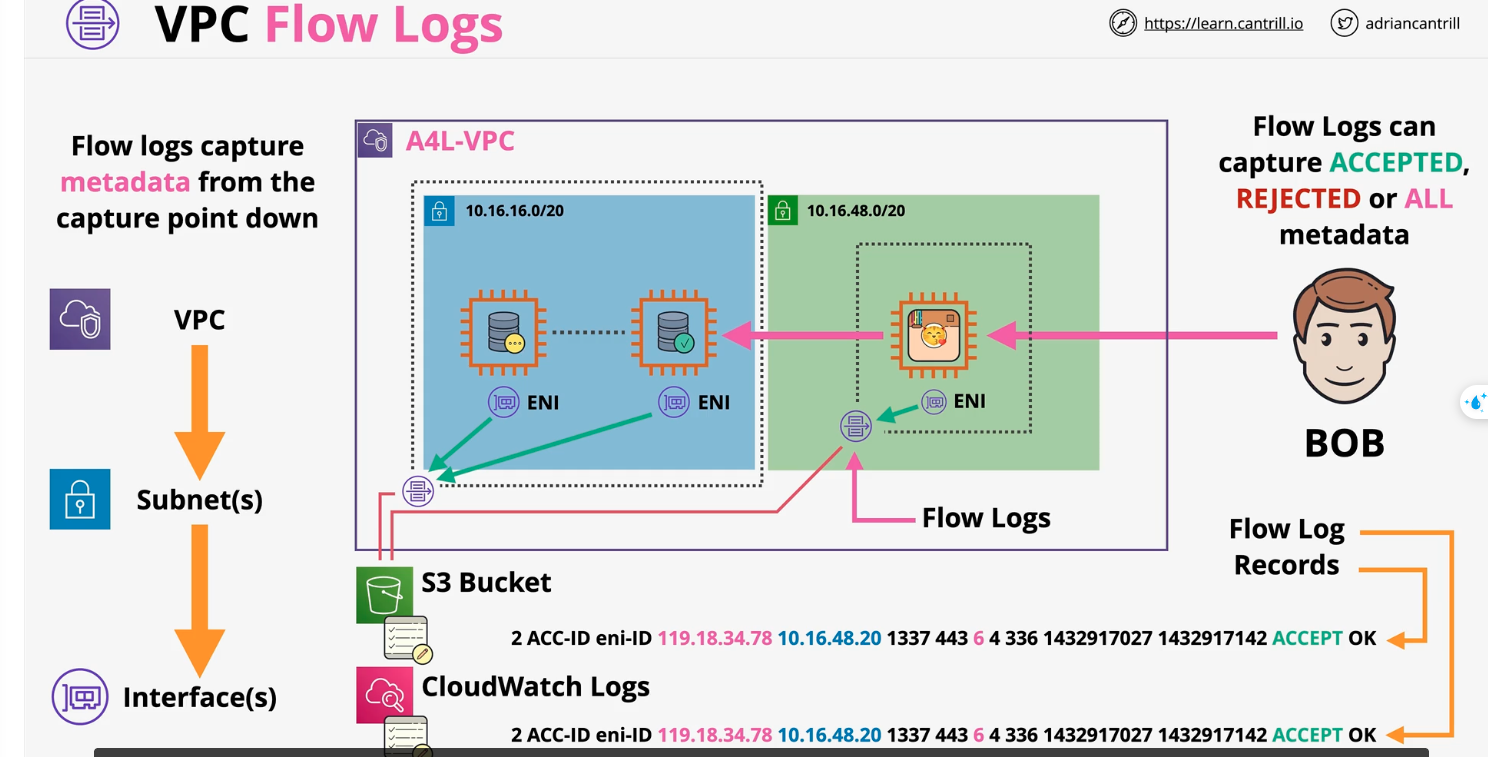 VPC Flow Logs
https://learn.cantrill.io
adriancantrill
Flow logs capture
metadata from the
capture point down
VPC
Subnet(s)
Interface(s)
A4L-VPC
10.16.16.0/20
10.16.48.0/20
ENI
ENI
ENI
Flow Logs
Flow Logs can
capture ACCEPTED,
REJECTED or ALL
metadata
BOB
Flow Log
Records
S3 Bucket
2 ACC-ID eni-ID 119.18.34.78 10.16.48.20 1337 443 6 4 336 1432917027 1432917142 ACCEPT OK
CloudWatch Logs
2 ACC-ID eni-ID 119.18.34.78 10.16.48.20 1337 443 6 4 336 1432917027 1432917142 ACCEPT OK